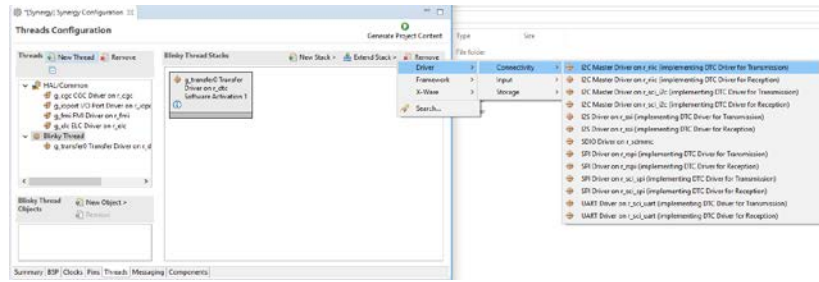 *[Synergy] Synergy Configuration
Threads Configuration
Generate Project Content
Type Size
File folder
Threads New Thread Remove
HAL/Common
g_cgc CGC Driver on r_cgc
g_ioport I/O Port Driver on r_iopo
g_fmi FMI Driver on r_fmi
g_elc ELC Driver on r_elc
Blinky Thread
g_transfer0 Transfer Driver on r_d
Blinky Thread Objects New Object >
Remove
Blinky Thread Stacks New Stack > Extend Stack > Remove
g_transfer0 Transfer
Driver on r_dtc
Software Activation 1
Driver
Framework
X-Ware
Search...
Connectivity
Input
Storage
I2C Master Driver on r_riic (implementing DTC Driver for Transmission)
I2C Master Driver on r_riic (implementing DTC Driver for Reception)
I2C Master Driver on r_sci_i2c (implementing DTC Driver for Transmission)
I2C Master Driver on r_sci_i2c (implementing DTC Driver for Reception)
I2S Driver on r_ssi (implementing DTC Driver for Transmission)
I2S Driver on r_ssi (implementing DTC Driver for Reception)
SDIO Driver on r_sdmmc
SPI Driver on r_rspi (implementing DTC Driver for Transmission)
SPI Driver on r_rspi (implementing DTC Driver for Reception)
SPI Driver on r_sci_spi (implementing DTC Driver for Transmission)
SPI Driver on r_sci_spi (implementing DTC Driver for Reception)
UART Driver on r_sci_uart (implementing DTC Driver for Transmission)
UART Driver on r_sci_uart (implementing DTC Driver for Reception)
Summary BSP Clocks Pins Threads Messaging Components